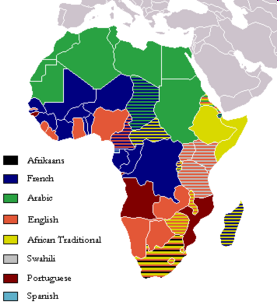 Afrikaans
French
Arabic
English
African Traditional
Swahili
Portuguese
Spanish